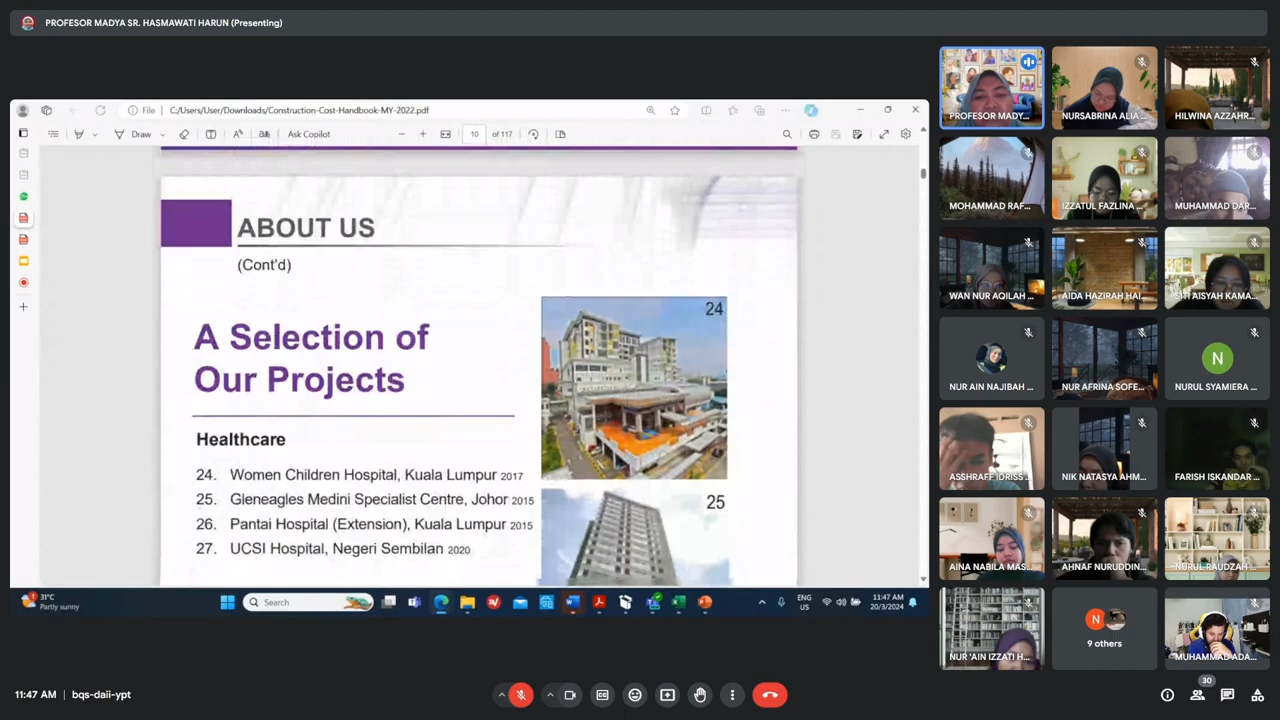 PROFESOR MADYA SR. HASMAWATI HARUN (Presenting)
File
C:/Users/User/Downloads/Construction-Cost-Handbook-MY-2022.pdf
Draw
Ask Copilot
10 of 117
ABOUT US
(Cont'd)
A Selection of
Our Projects
Healthcare
24. Women Children Hospital, Kuala Lumpur 2017
25. Gleneagles Medini Specialist Centre, Johor 2015
26. Pantai Hospital (Extension), Kuala Lumpur 2015
27. UCSI Hospital, Negeri Sembilan 2020
24
25
31°C
Partly sunny
Search
ENG
US
11:47 AM
20/3/2024
PROFESOR MADY...
NURSABRINA ALIA ...
HILWINA AZZAHR...
MOHAMMAD RAF...
IZZATUL FAZLINA ...
MUHAMMAD DAR...
WAN NUR AQILAH ...
AIDA HAZIRAH HAI...
SITI AISYAH KAMA...
NUR AIN NAJIBAH ...
NUR AFRINA SOFE...
N
NURUL SYAMIERA ...
ASSHRAFF IDRISS ...
NIK NATASYA AHM...
FARISH ISKANDAR ...
AINA NABILA MAS...
AHNAF NURUDDIN...
NURUL RAUDZAH ...
NUR 'AIN IZZATI H...
N
9 others
MUHAMMAD ADA...
11:47 AM | bqs-daii-ypt
30